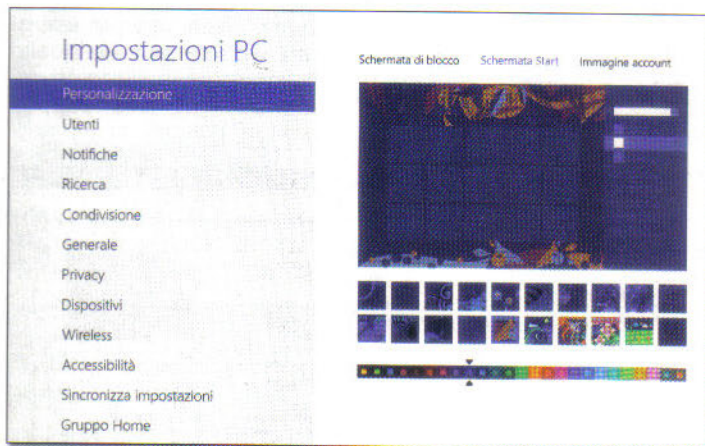 Impostazioni PC
Personalizzazione
Utenti
Notifiche
Ricerca
Condivisione
Generale
Privacy
Dispositivi
Wireless
Accessibilità
Sincronizza impostazioni
Gruppo Home
Schermata di blocco Schermata Start Immagine account